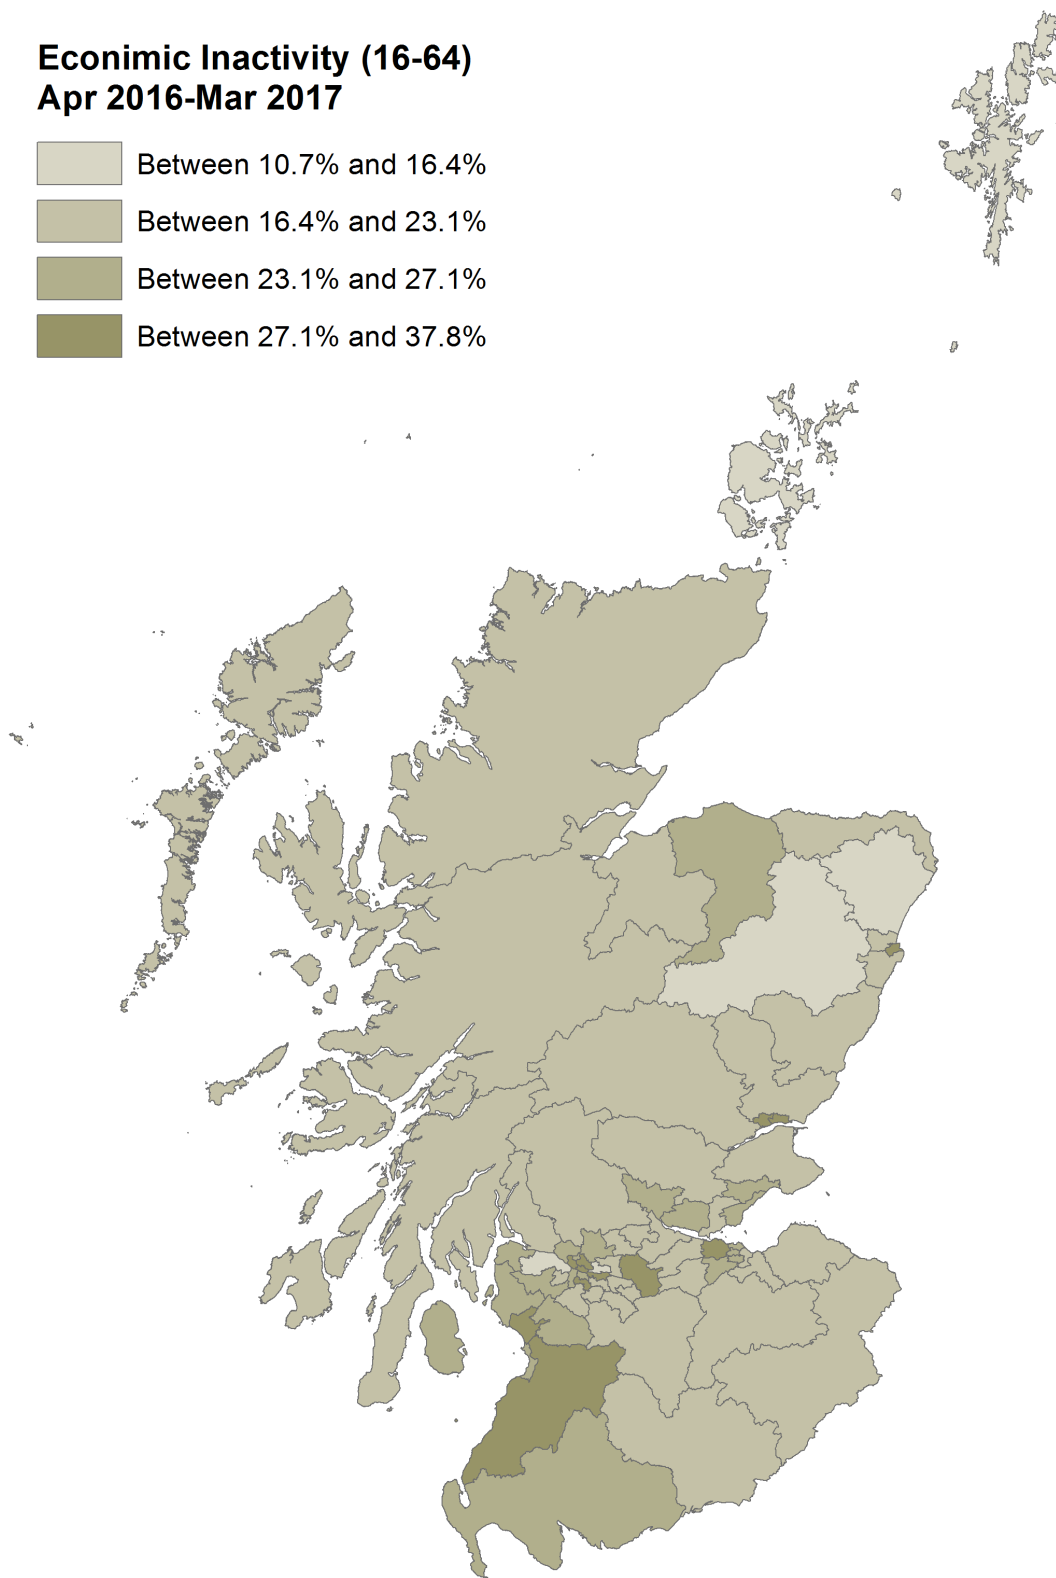 Econimic Inactivity (16-64)
Apr 2016-Mar 2017
Between 10.7% and 16.4%
Between 16.4% and 23.1%
Between 23.1% and 27.1%
Between 27.1% and 37.8%